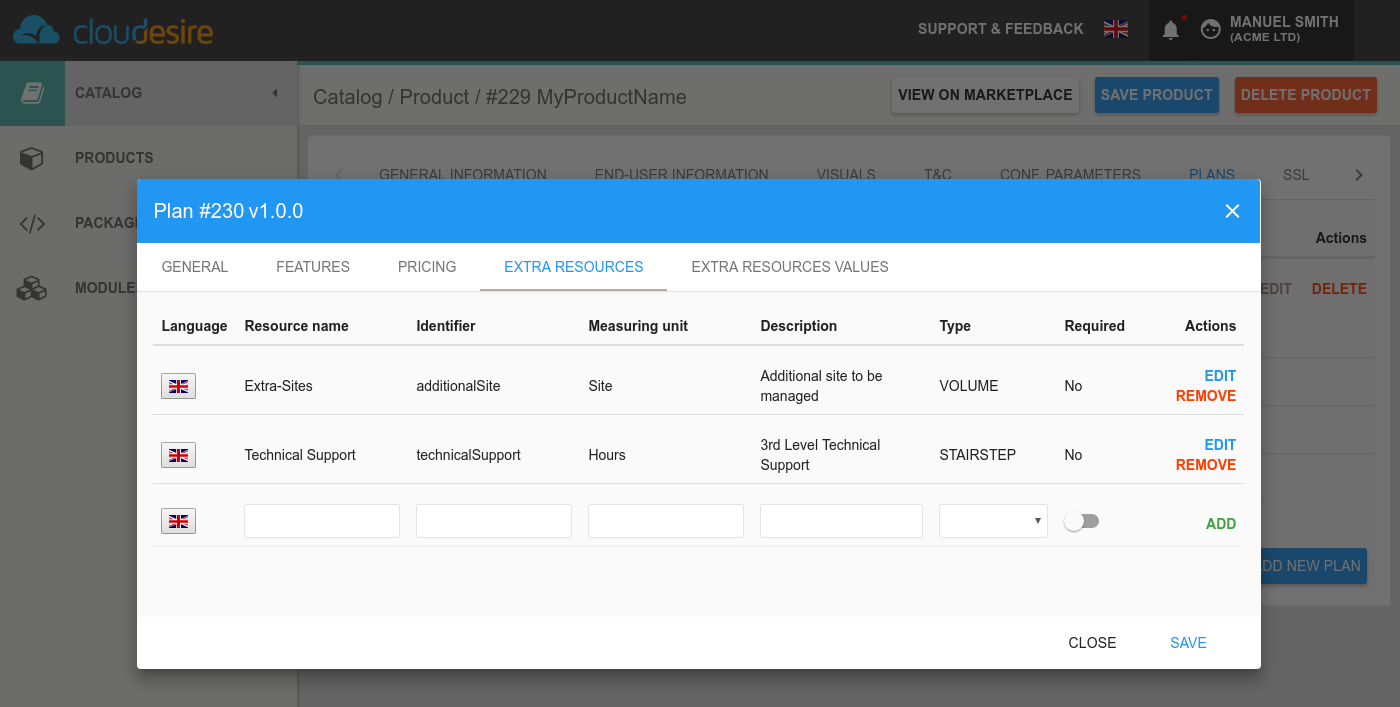 cloudesire
SUPPORT & FEEDBACK
MANUEL SMITH
(ACME LTD)
CATALOG
Catalog / Product / #229 MyProductName
VIEW ON MARKETPLACE
SAVE PRODUCT
DELETE PRODUCT
PRODUCTS
GENERAL INFORMATION END-USER INFORMATION VISUALS T&C CONF. PARAMETERS PLANS SSL
Plan #230 v1.0.0
Actions
GENERAL FEATURES PRICING EXTRA RESOURCES EXTRA RESOURCES VALUES
EDIT DELETE
Language Resource name Identifier Measuring unit Description Type Required Actions
Extra-Sites additionalSite Site Additional site to be managed VOLUME No EDIT REMOVE
Technical Support technicalSupport Hours 3rd Level Technical Support STAIRSTEP No EDIT REMOVE
ADD
DD NEW PLAN
CLOSE SAVE